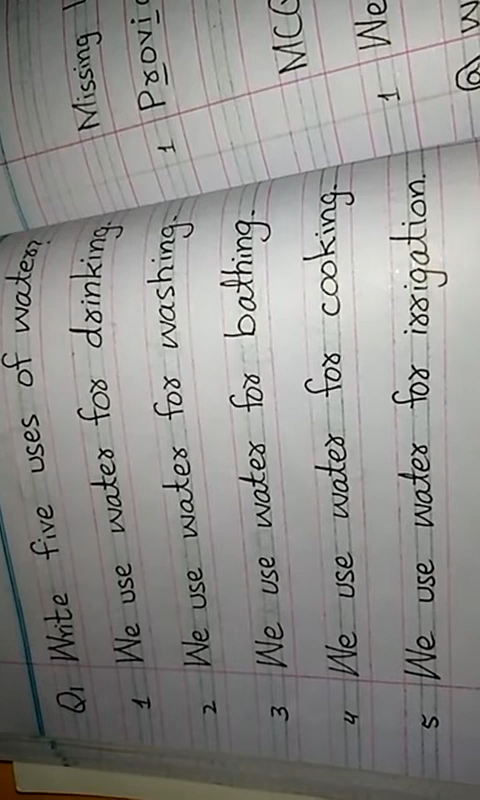 Q1 Write five uses of water?
1 We use water for drinking.
2 We use water for washing.
3 We use water for bathing.
4 We use water for cooking.
5 We use water for irrigation.
Missing
1 Provi
MCQ
1 We